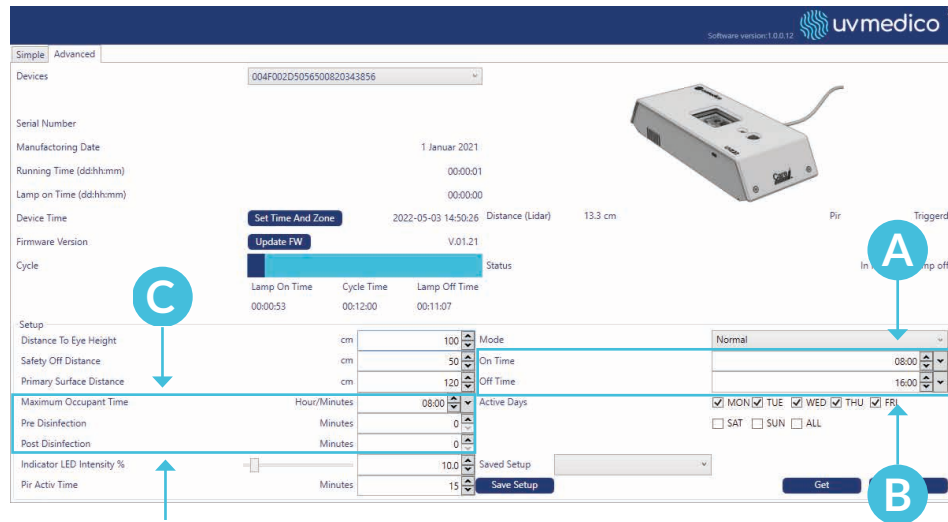 Software version:1.0.0.12 uvmedico
Simple Advanced
Devices 004F002D5056500820343856
Serial Number
Manufactoring Date 1 Januar 2021
Running Time (dd:hh:mm) 00:00:01
Lamp on Time (dd:hh:mm) 00:00:00
Device Time Set Time And Zone 2022-05-03 14:50:26 Distance (Lidar) 13.3 cm Pir Triggerd
Firmware Version Update FW V.01.21
A
Cycle Status In mp off
Lamp On Time Cycle Time Lamp Off Time
00:00:53 00:12:00 00:11:07
C
Setup
Distance To Eye Height cm 100 Mode Normal
Safety Off Distance cm 50 On Time 08:00
Primary Surface Distance cm 120 Off Time 16:00
Maximum Occupant Time Hour/Minutes 08:00 Active Days MON TUE WED THU FRI
Pre Disinfection Minutes 0 SAT SUN ALL
Post Disinfection Minutes 0
Indicator LED Intensity % 10.0 Saved Setup
Pir Activ Time Minutes 15 Save Setup Get
B